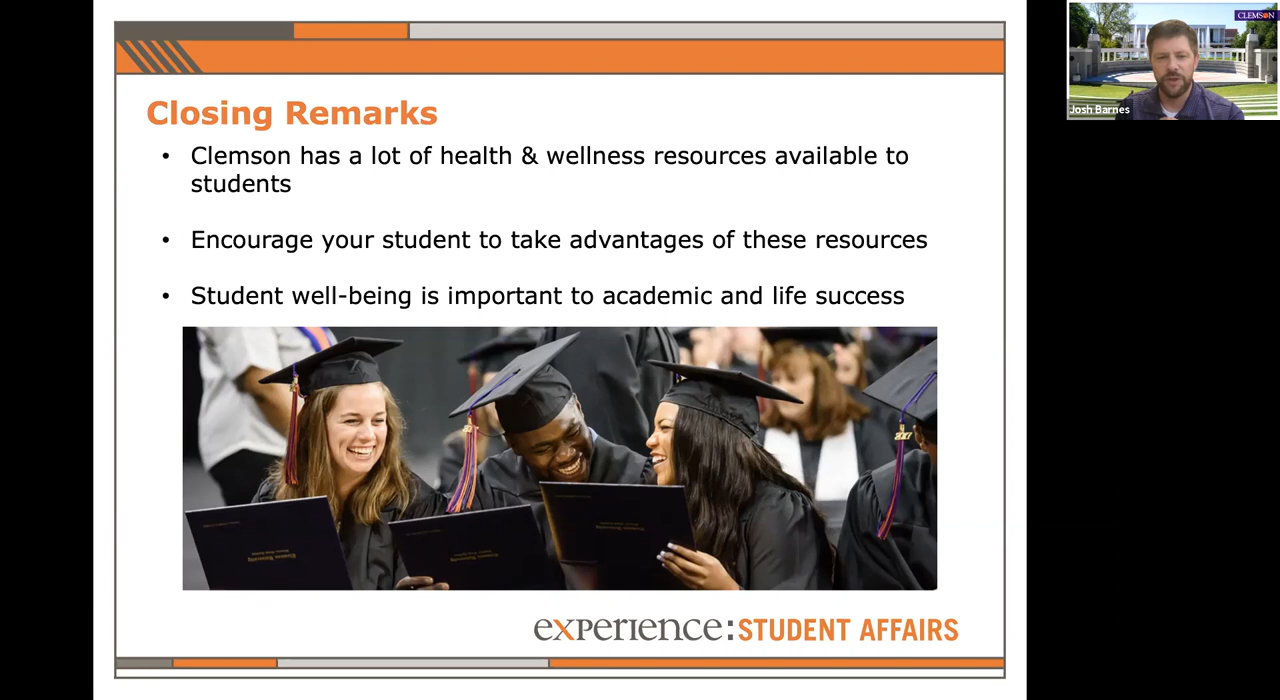 Closing Remarks
• Clemson has a lot of health & wellness resources available to
students
• Encourage your student to take advantages of these resources
• Student well-being is important to academic and life success
experience:STUDENT AFFAIRS
CLEMSON
Josh Barnes